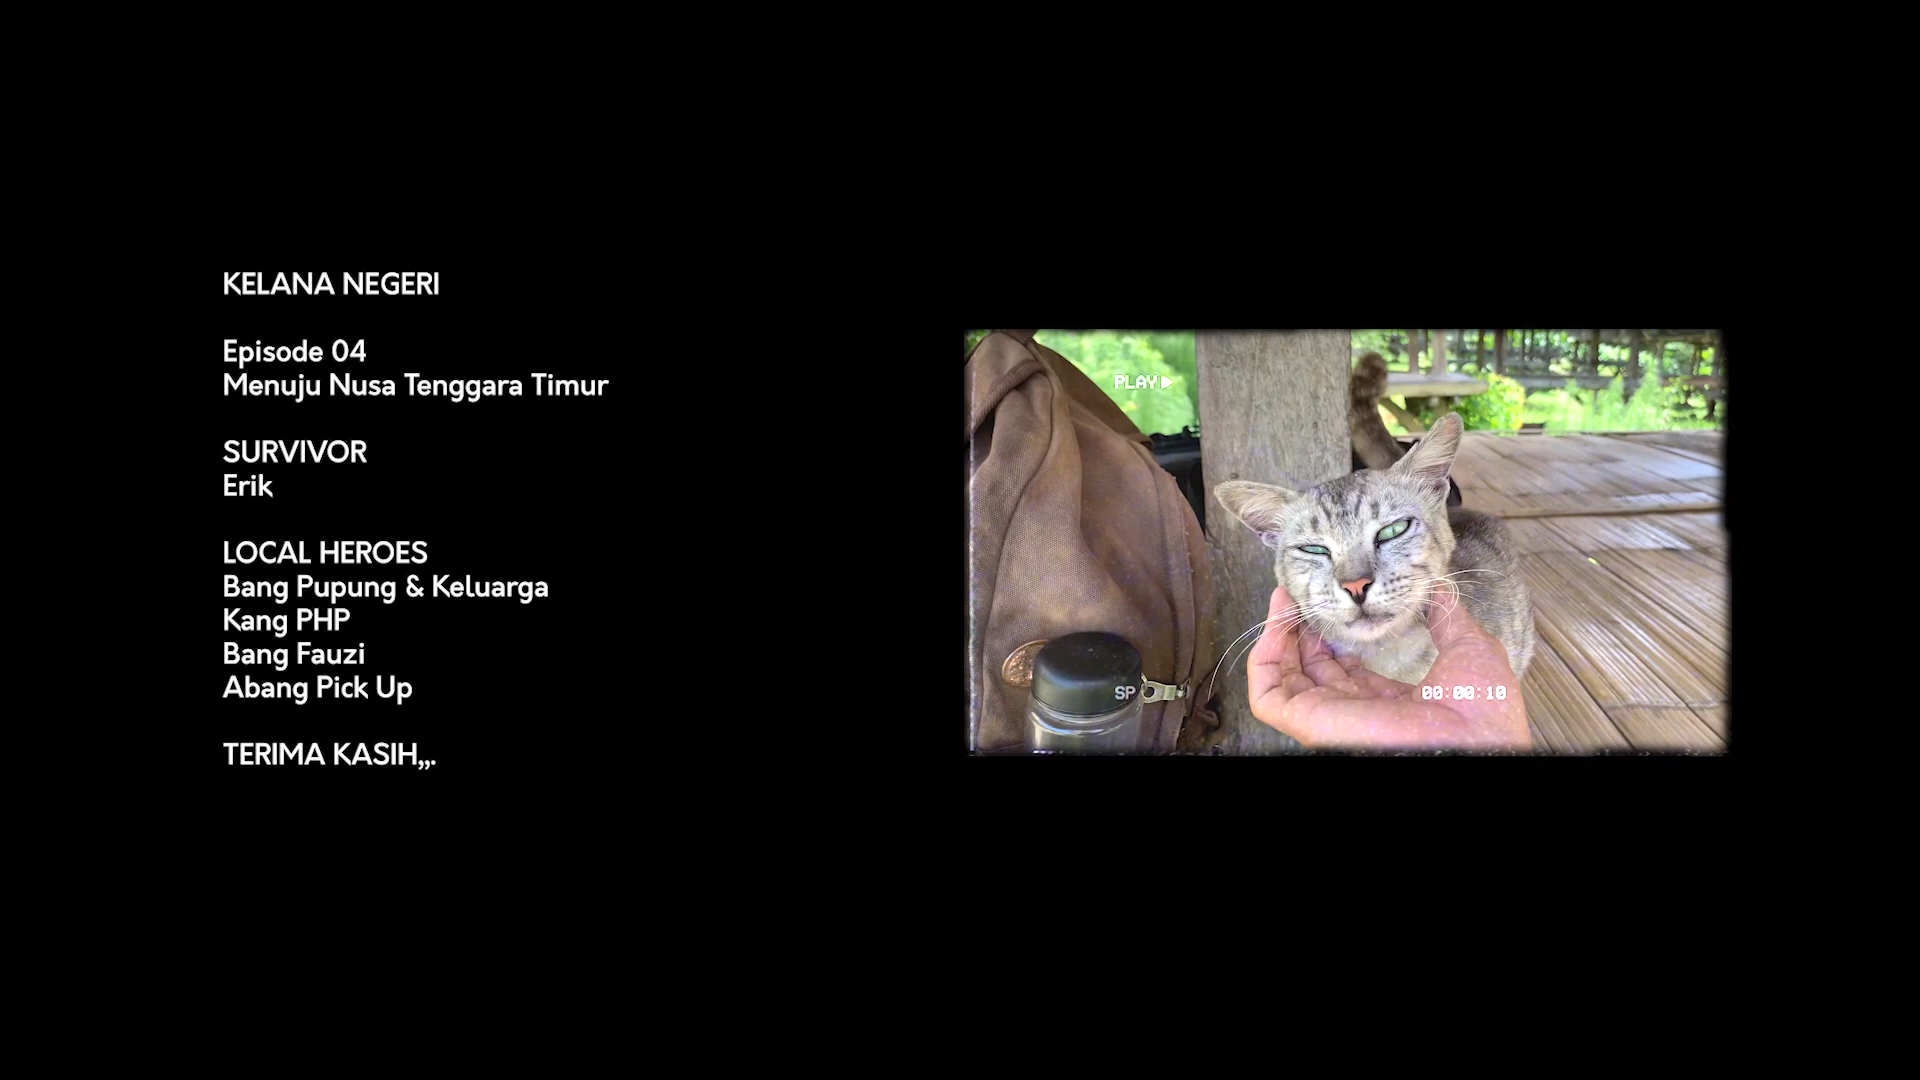 KELANA NEGERI
Episode 04
Menuju Nusa Tenggara Timur
SURVIVOR
Erik
LOCAL HEROES
Bang Pupung & Keluarga
Kang PHP
Bang Fauzi
Abang Pick Up
TERIMA KASIH,,,.
PLAY
SP
00:00:10